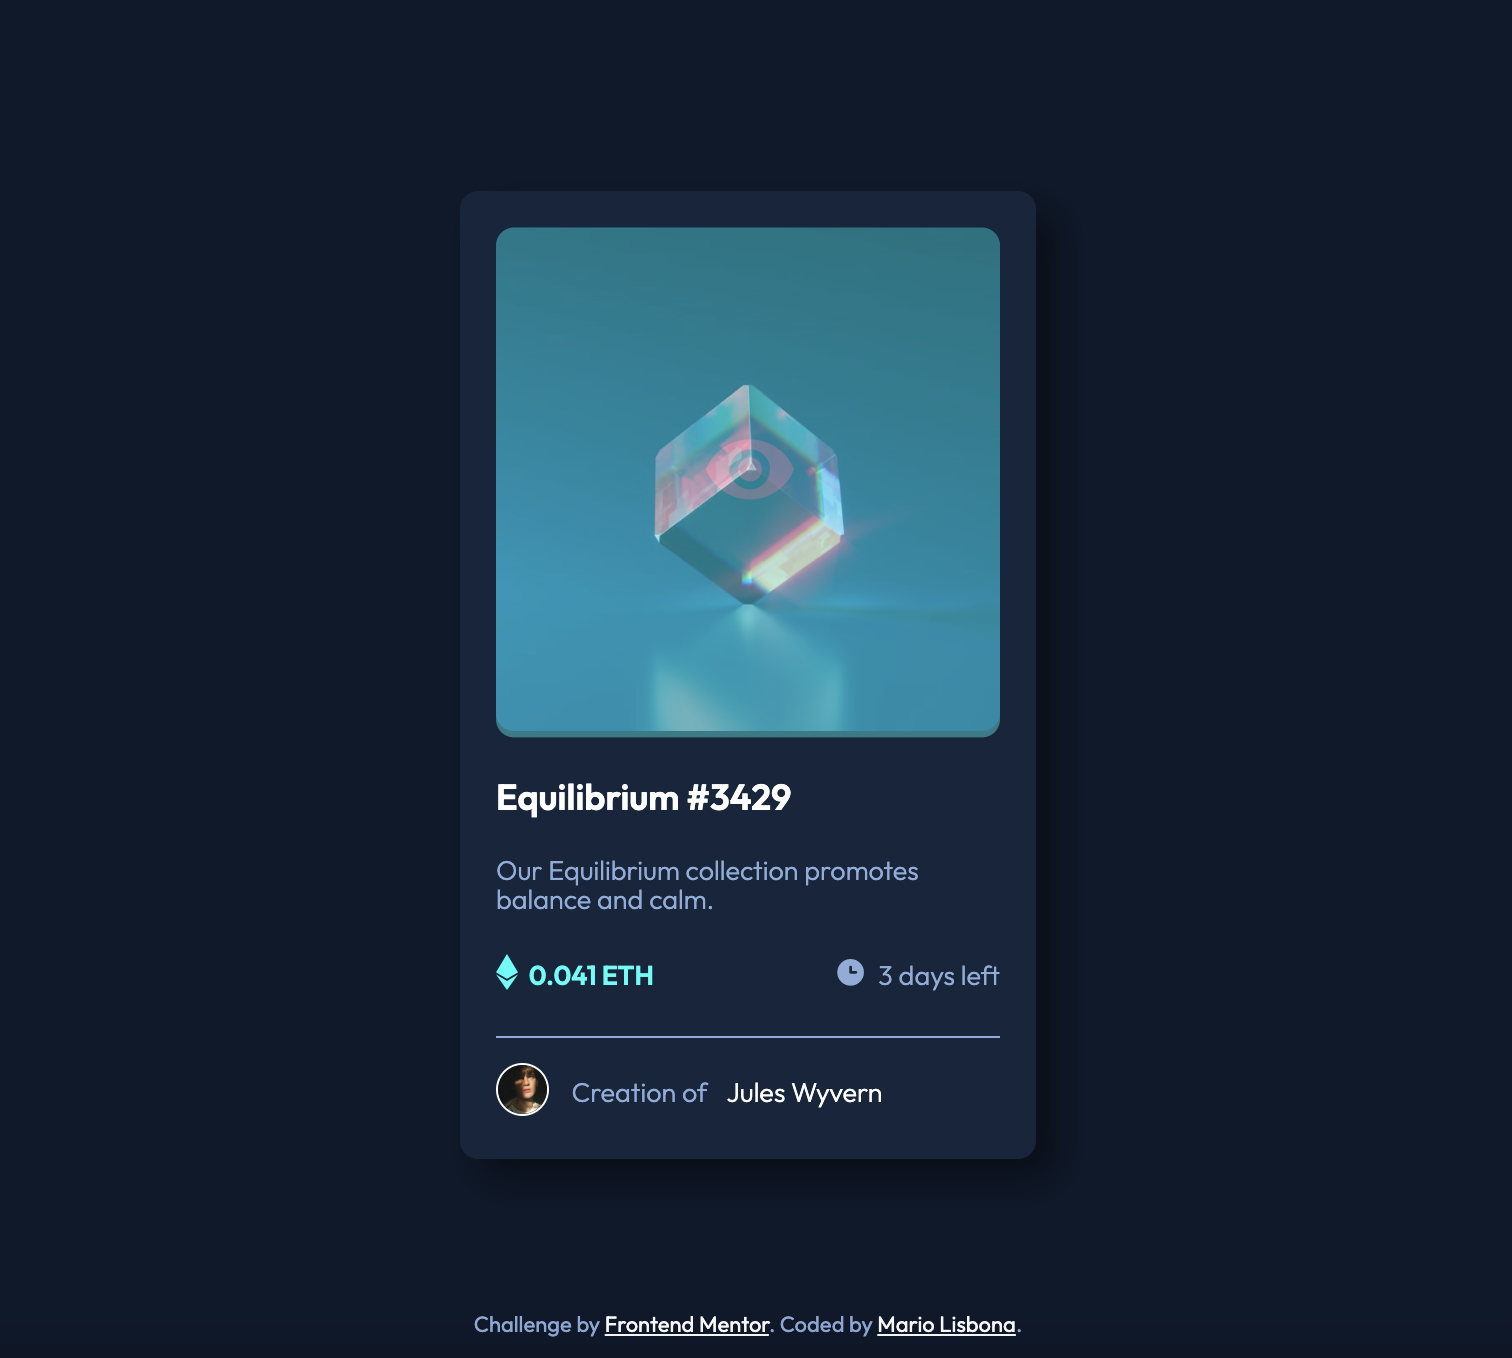 Equilibrium #3429
Our Equilibrium collection promotes
balance and calm.
0.041 ETH
3 days left
Creation of Jules Wyvern
Challenge by Frontend Mentor. Coded by Mario Lisbona.